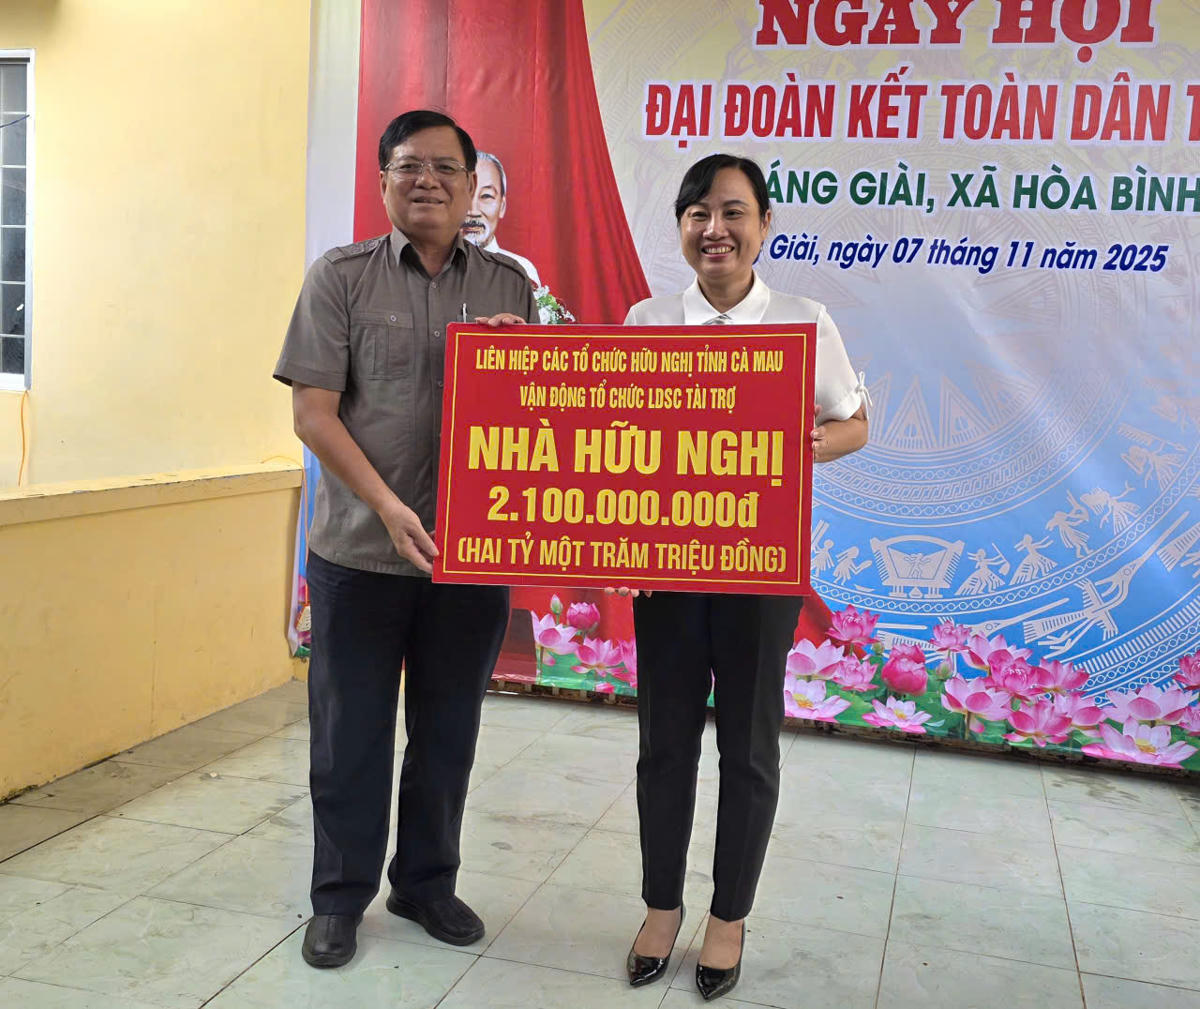 NGÀY HỘI
ĐẠI ĐOÀN KẾT TOÀN DÂN
ÁNG GIÀI, XÃ HÒA BÌNH
Giài, ngày 07 tháng 11 năm 2025
LIÊN HIỆP CÁC TỔ CHỨC HỮU NGHỊ TỈNH CÀ MAU
VẬN ĐỘNG TỔ CHỨC LDSC TÀI TRỢ
NHÀ HỮU NGHỊ
2.100.000.000đ
(HAI TỶ MỘT TRĂM TRIỆU ĐỒNG)